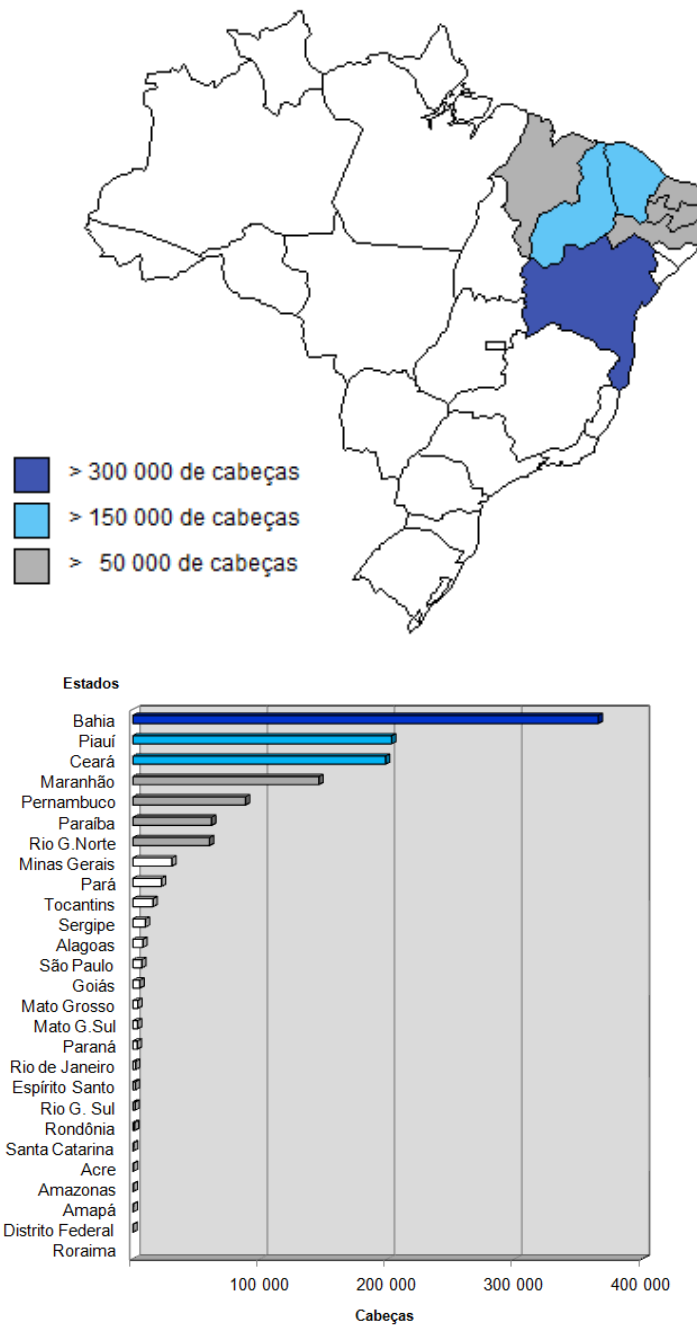 > 300 000 de cabeças
> 150 000 de cabeças
> 50 000 de cabeças
Estados
Bahia
Piauí
Ceará
Maranhão
Pernambuco
Paraíba
Rio G.Norte
Minas Gerais
Pará
Tocantins
Sergipe
Alagoas
São Paulo
Goiás
Mato Grosso
Mato G.Sul
Paraná
Rio de Janeiro
Espírito Santo
Rio G. Sul
Rondônia
Santa Catarina
Acre
Amazonas
Amapá
Distrito Federal
Roraima
100 000 200 000 300 000 400 000
Cabeças